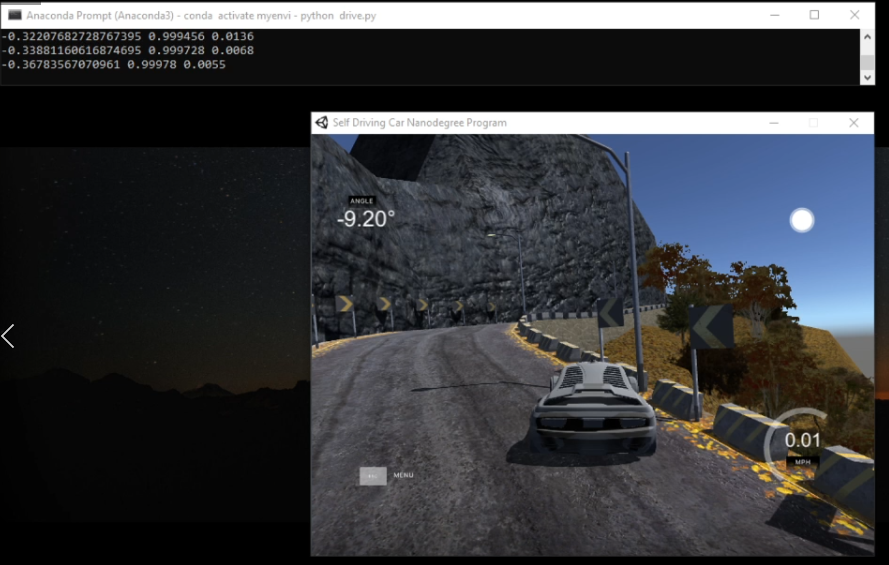 Anaconda Prompt (Anaconda3) - conda activate myenvi - python drive.py
-0.32207682728767395 0.999456 0.0136
-0.33881160616874695 0.999728 0.0068
-0.36783567070961 0.99978 0.0055
Self Driving Car Nanodegree Program
ANGLE
-9.20°
0.01
MPH
MENU